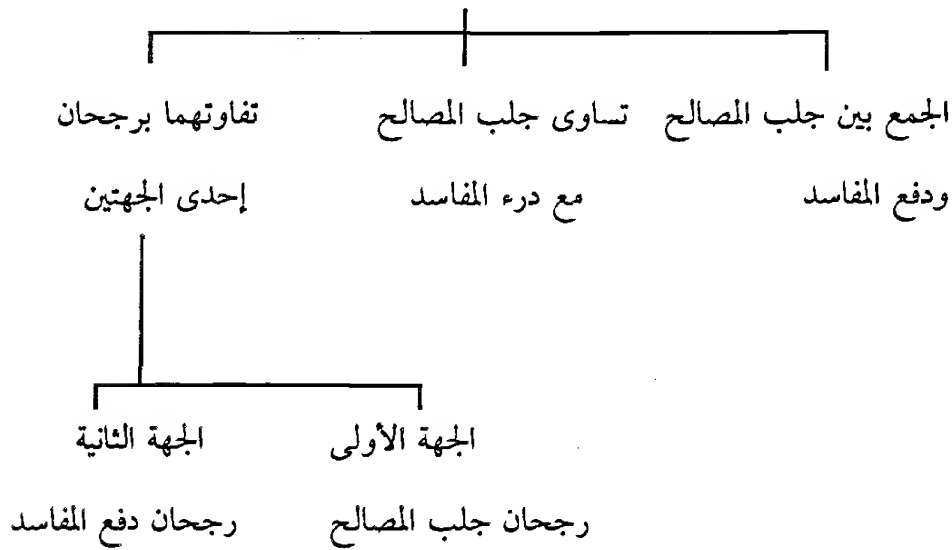 الجمع بين جلب المصالح تساوى جلب المصالح تفاوتهما برجحان
ودفع المفاسد مع درء المفاسد إحدى الجهتين
الجهة الأولى الجهة الثانية
رجحان جلب المصالح رجحان دفع المفاسد